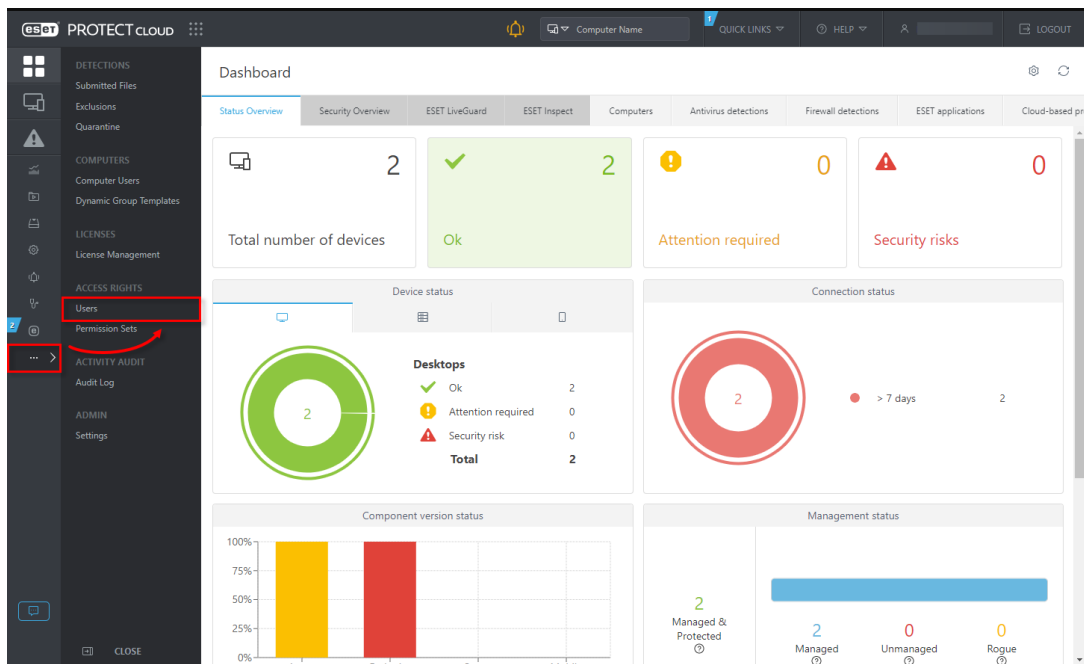 eset PROTECT CLOUD
Computer Name
1
QUICK LINKS
HELP
LOGOUT
DETECTIONS
Submitted Files
Exclusions
Quarantine
COMPUTERS
Computer Users
Dynamic Group Templates
LICENSES
License Management
ACCESS RIGHTS
Users
Permission Sets
2
ACTIVITY AUDIT
Audit Log
ADMIN
Settings
CLOSE
Dashboard
Status Overview
Security Overview
ESET LiveGuard
ESET Inspect
Computers
Antivirus detections
Firewall detections
ESET applications
Cloud-based pr
2
Total number of devices
2
Ok
0
Attention required
0
Security risks
Device status
2
Desktops
Ok 2
Attention required 0
Security risk 0
Total 2
Connection status
2
> 7 days 2
Component version status
100%
75%
50%
25%
0%
Management status
2
Managed &
Protected
2
Managed
0
Unmanaged
0
Rogue